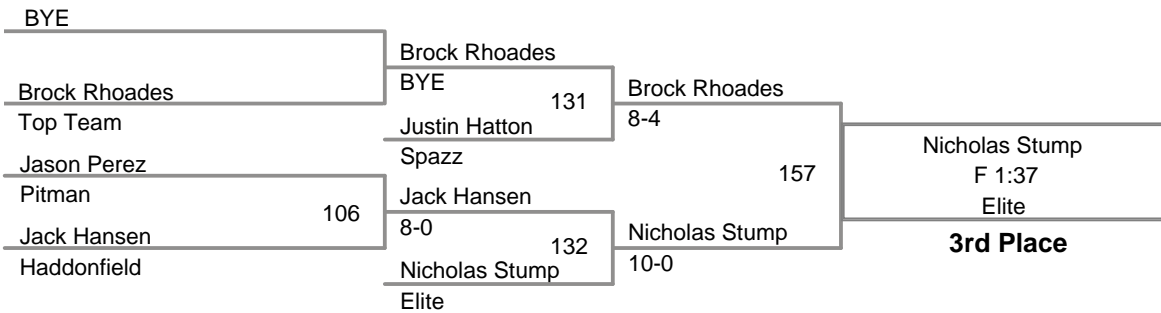 BYE
Brock Rhoades
Top Team
Jason Perez
Pitman
106
Jack Hansen
Haddonfield
Brock Rhoades
BYE
131
Justin Hatton
Spazz
Jack Hansen
8-0
132
Nicholas Stump
Elite
Brock Rhoades
8-4
157
Nicholas Stump
10-0
Nicholas Stump
F 1:37
Elite
3rd Place